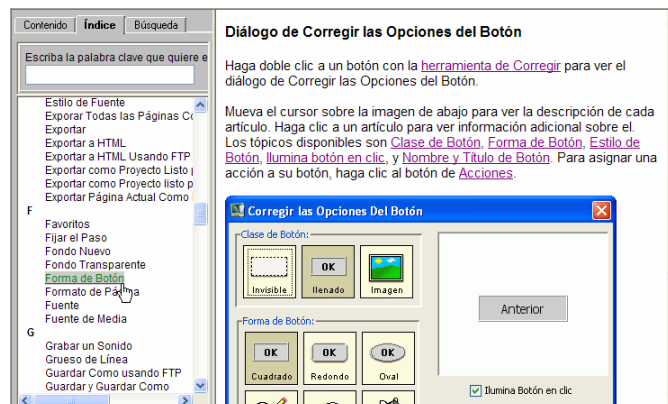 Contenido
Índice
Búsqueda
Escriba la palabra clave que quiere e
Estilo de Fuente
Exporar Todas las Páginas Co
Exportar
Exportar a HTML
Exportar a HTML Usando FTP
Exportar como Proyecto Listo
Exportar como Proyecto listo p
Exportar Página Actual Como
F
Favoritos
Fijar el Paso
Fondo Nuevo
Fondo Transparente
Forma de Botón
Formato de Página
Fuente
Fuente de Media
G
Grabar un Sonido
Grueso de Línea
Guardar Como usando FTP
Guardar y Guardar Como
Diálogo de Corregir las Opciones del Botón
Haga doble clic a un botón con la herramienta de Corregir para ver el
diálogo de Corregir las Opciones del Botón.
Mueva el cursor sobre la imagen de abajo para ver la descripción de cada
artículo. Haga clic a un artículo para ver información adicional sobre el.
Los tópicos disponibles son Clase de Botón, Forma de Botón, Estilo de
Botón, Ilumina botón en clic, y Nombre y Título de Botón. Para asignar una
acción a su botón, haga clic al botón de Acciones.
Corregir las Opciones Del Botón
Clase de Botón:
OK
Invisible
llenado
Imagen
Forma de Botón:
OK
OK
OK
Cuadrado
Redondo
Oval
Anterior
Ilumina Botón en clic